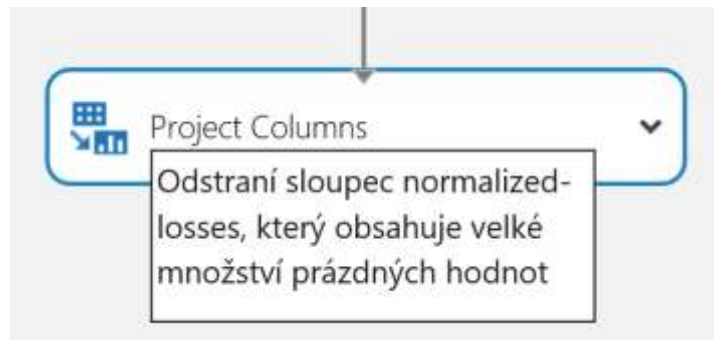 Project Columns
Odstraní sloupec normalized-
losses, který obsahuje velké
množství prázdných hodnot